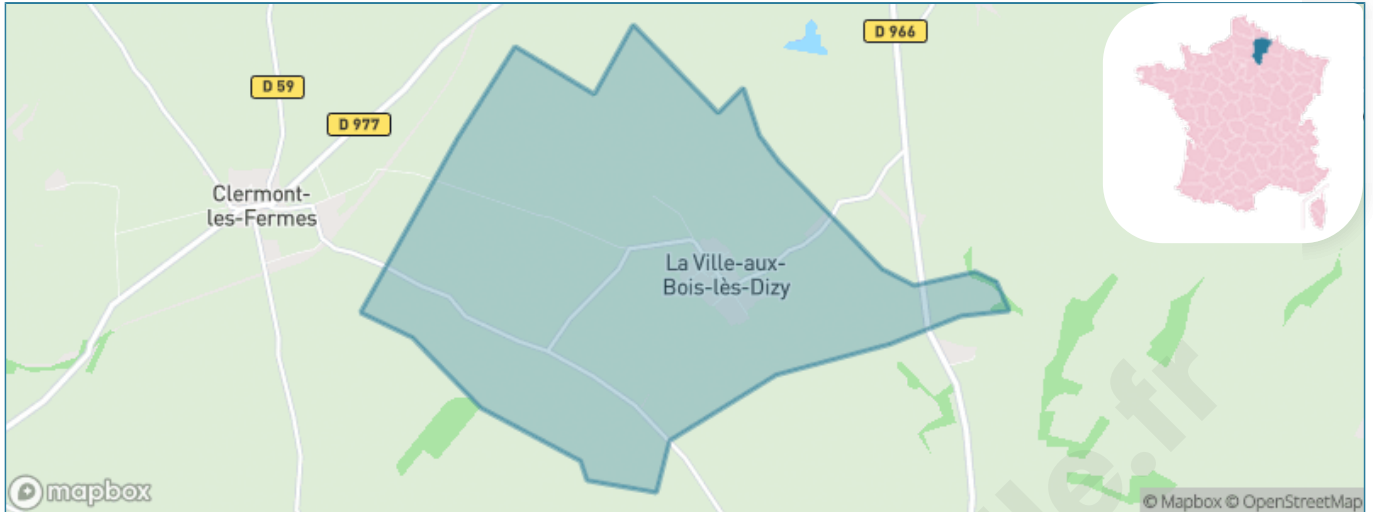 D 966
D 59
D 977
Clermont-
les-Fermes
La Ville-aux-
Bois-lès-Dizy
mapbox
© Mapbox © OpenStreetMap